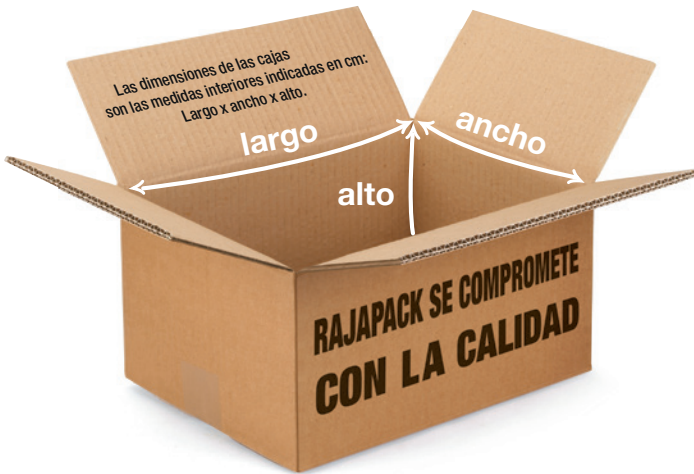 Las dimensiones de las cajas
son las medidas interiores indicadas en cm:
Largo x ancho x alto.
largo
ancho
alto
RAJAPACK SE COMPROMETE
CON LA CALIDAD